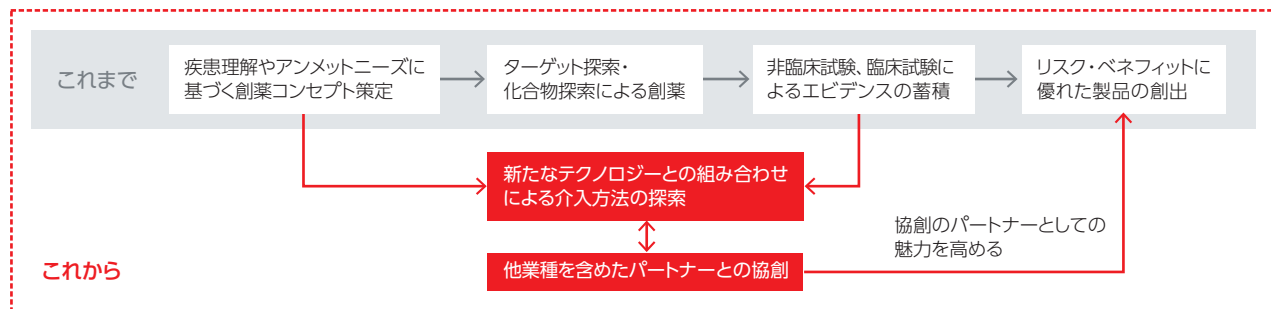 これまで
疾患理解やアンメットニーズに
基づく創薬コンセプト策定
ターゲット探索・
化合物探索による創薬
非臨床試験、臨床試験に
よるエビデンスの蓄積
リスク・ベネフィットに
優れた製品の創出
新たなテクノロジーとの組み合わせ
による介入方法の探索
協創のパートナーとしての
魅力を高める
これから
他業種を含めたパートナーとの協創